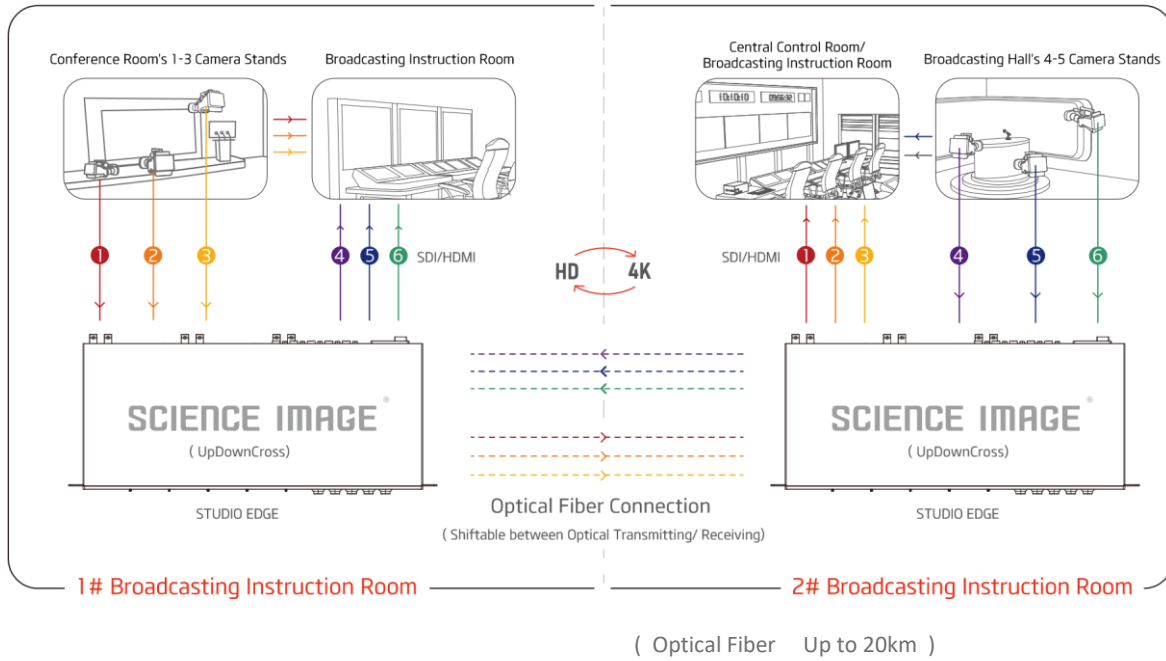 Conference Room's 1-3 Camera Stands
Broadcasting Instruction Room
Central Control Room/
Broadcasting Instruction Room
Broadcasting Hall's 4-5 Camera Stands
10:10:10
1
2
3
4
5
6
SDI/HDMI
HD
4K
SDI/HDMI
1
2
3
4
5
6
SCIENCE IMAGE®
( UpDownCross)
STUDIO EDGE
SCIENCE IMAGE®
( UpDownCross)
STUDIO EDGE
Optical Fiber Connection
( Shiftable between Optical Transmitting/ Receiving)
1# Broadcasting Instruction Room
2# Broadcasting Instruction Room
( Optical Fiber Up to 20km )